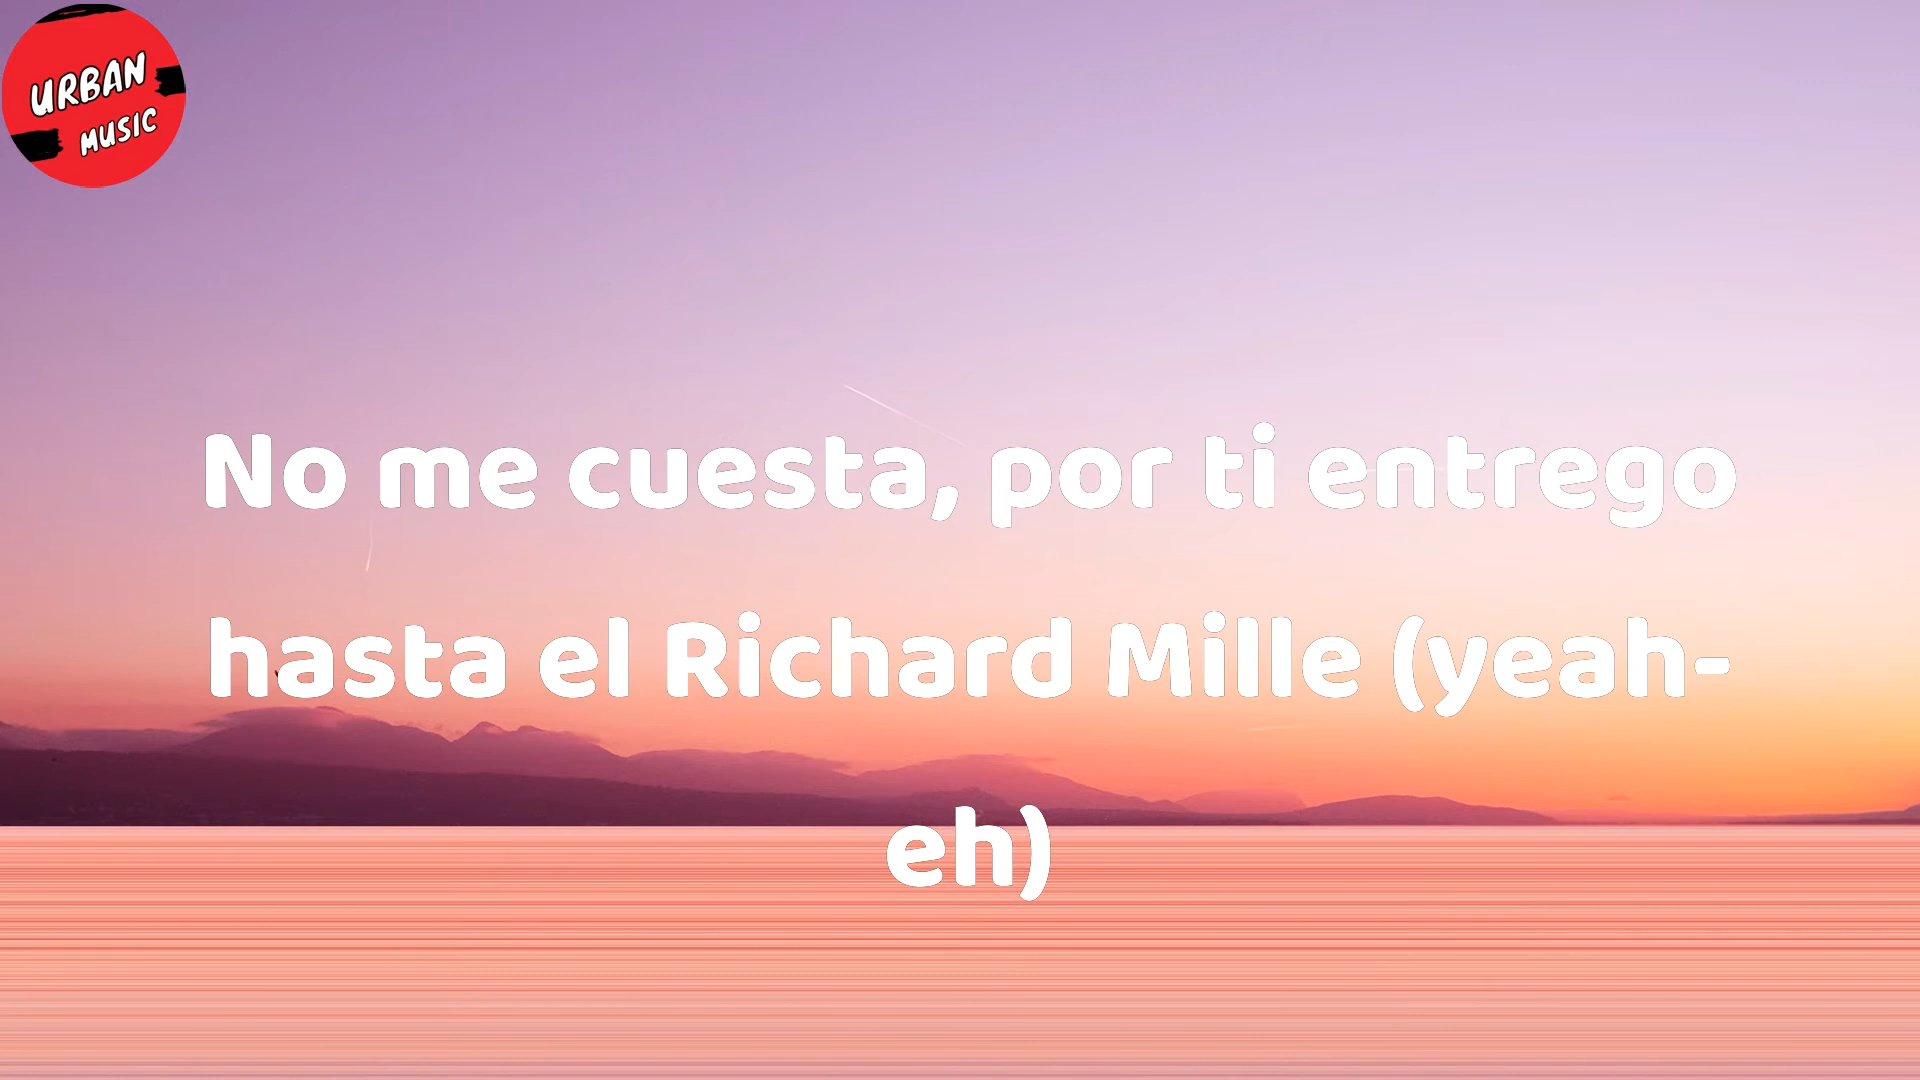 URBAN
MUSIC
No me cuesta, por ti entrego
hasta el Richard Mille (yeah-
eh)